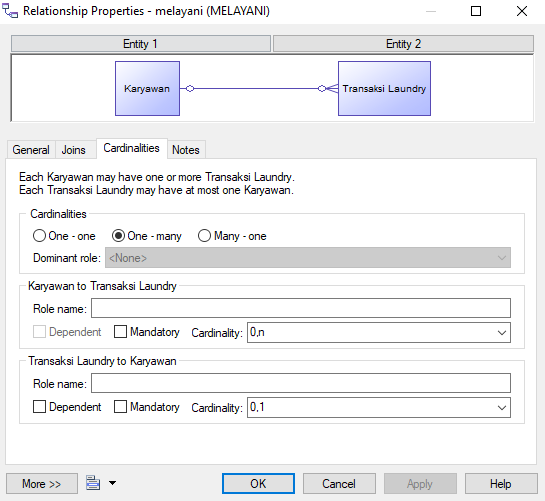 Relationship Properties - melayani (MELAYANI)
Entity 1
Entity 2
Karyawan
Transaksi Laundry
General
Joins
Cardinalities
Notes
Each Karyawan may have one or more Transaksi Laundry.
Each Transaksi Laundry may have at most one Karyawan.
Cardinalities
One - one
One - many
Many - one
Dominant role: <None>
Karyawan to Transaksi Laundry
Role name:
Dependent
Mandatory
Cardinality: 0,n
Transaksi Laundry to Karyawan
Role name:
Dependent
Mandatory
Cardinality: 0,1
More >>
OK
Cancel
Apply
Help